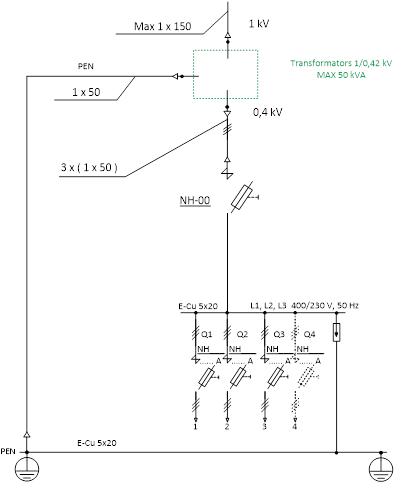 Max 1 x 150
1 kV
PEN
Transformators 1/0,42 kV
MAX 50 kVA
1 x 50
0,4 kV
3 x ( 1 x 50 )
NH-00
E-Cu 5x20
L1, L2, L3 400/230 V, 50 Hz
Q1
Q2
Q3
Q4
NH
NH
NH
NH
A
A
A
A
1
2
3
4
E-Cu 5x20
PEN